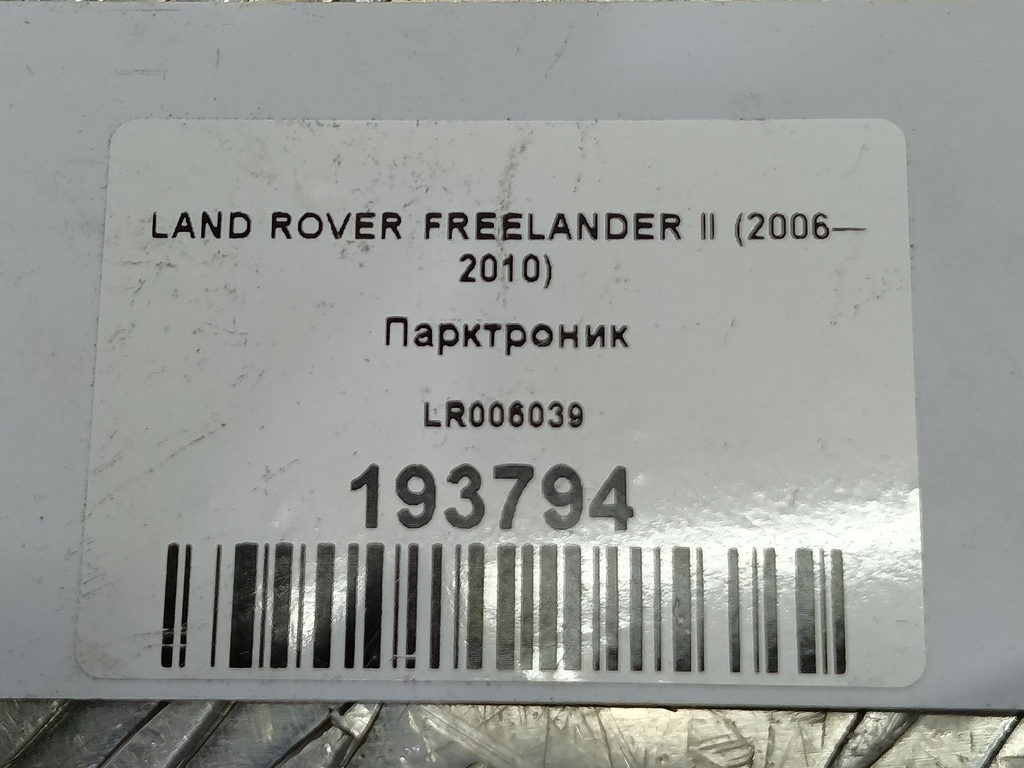 LAND ROVER FREELANDER II (2006—
2010)
Парктроник
LR006039
193794